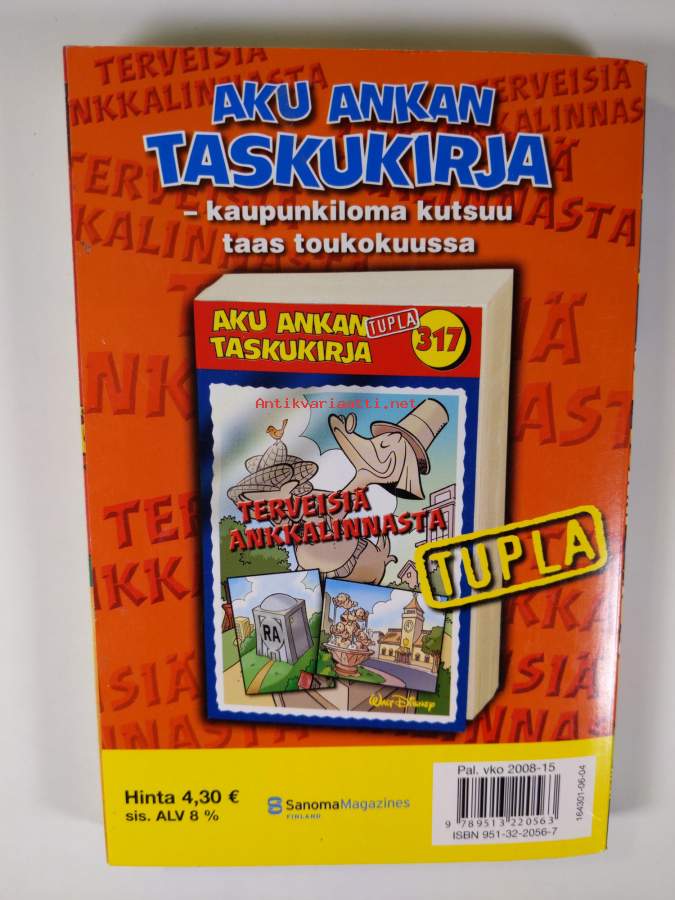 TERVEISIÄ
AKU ANKAN
TASKUKIRJA
– kaupunkiloma kutsuu
taas toukokuussa
AKU ANKAN TUPLA
TASKUKIRJA 317
Antikvariaatti.net
TERVEISIÄ
ANKKALINNASTA
TUPLA
RA
Walt Disney
Hinta 4,30 €
sis. ALV 8 %
SanomaMagazines
FINLAND
Pal. vko 2008-15
9 789513 220563
ISBN 951-32-2056-7
164301-06-04